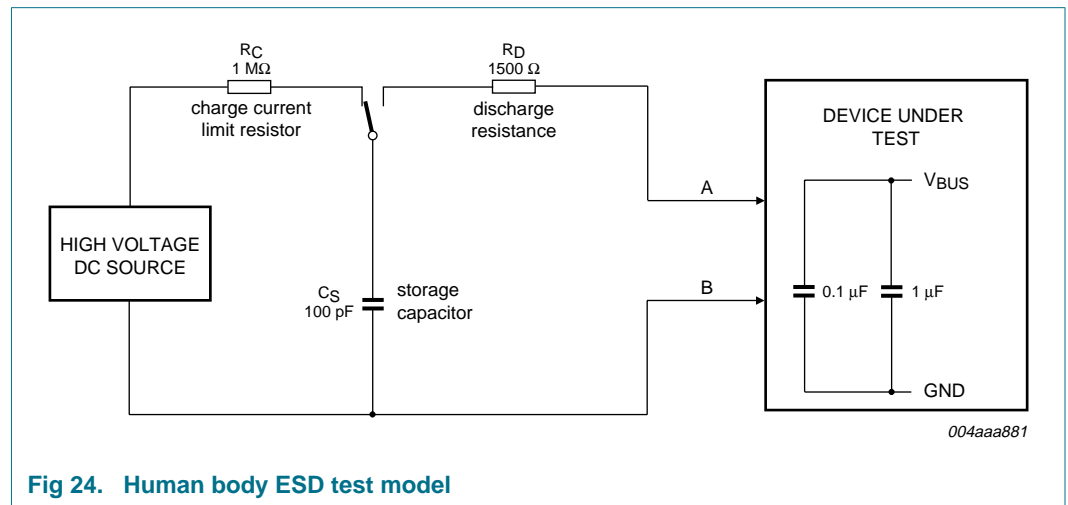 RC
1 MΩ
charge current
limit resistor
RD
1500 Ω
discharge
resistance
DEVICE UNDER
TEST
VBUS
A
HIGH VOLTAGE
DC SOURCE
CS
100 pF
storage
capacitor
B
0.1 μF
1 μF
GND
004aaa881
Fig 24. Human body ESD test model